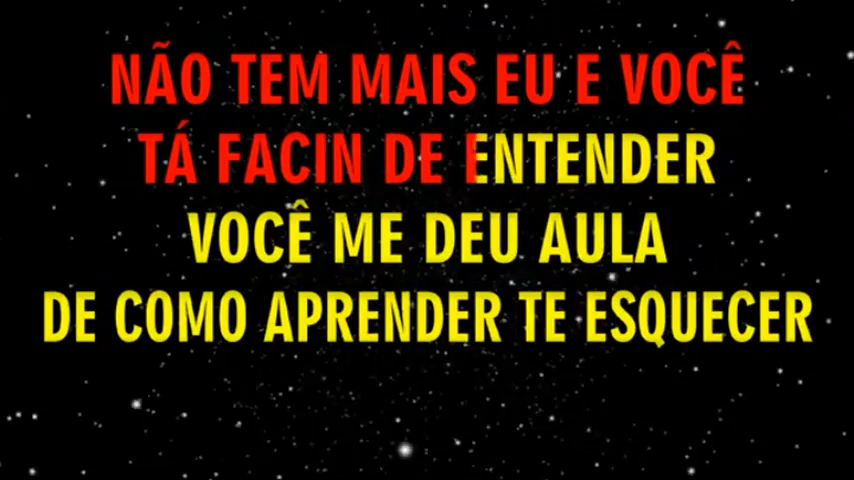 NÃO TEM MAIS EU E VOCÊ
TÁ FACIN DE ENTENDER
VOCÊ ME DEU AULA
DE COMO APRENDER TE ESQUECER